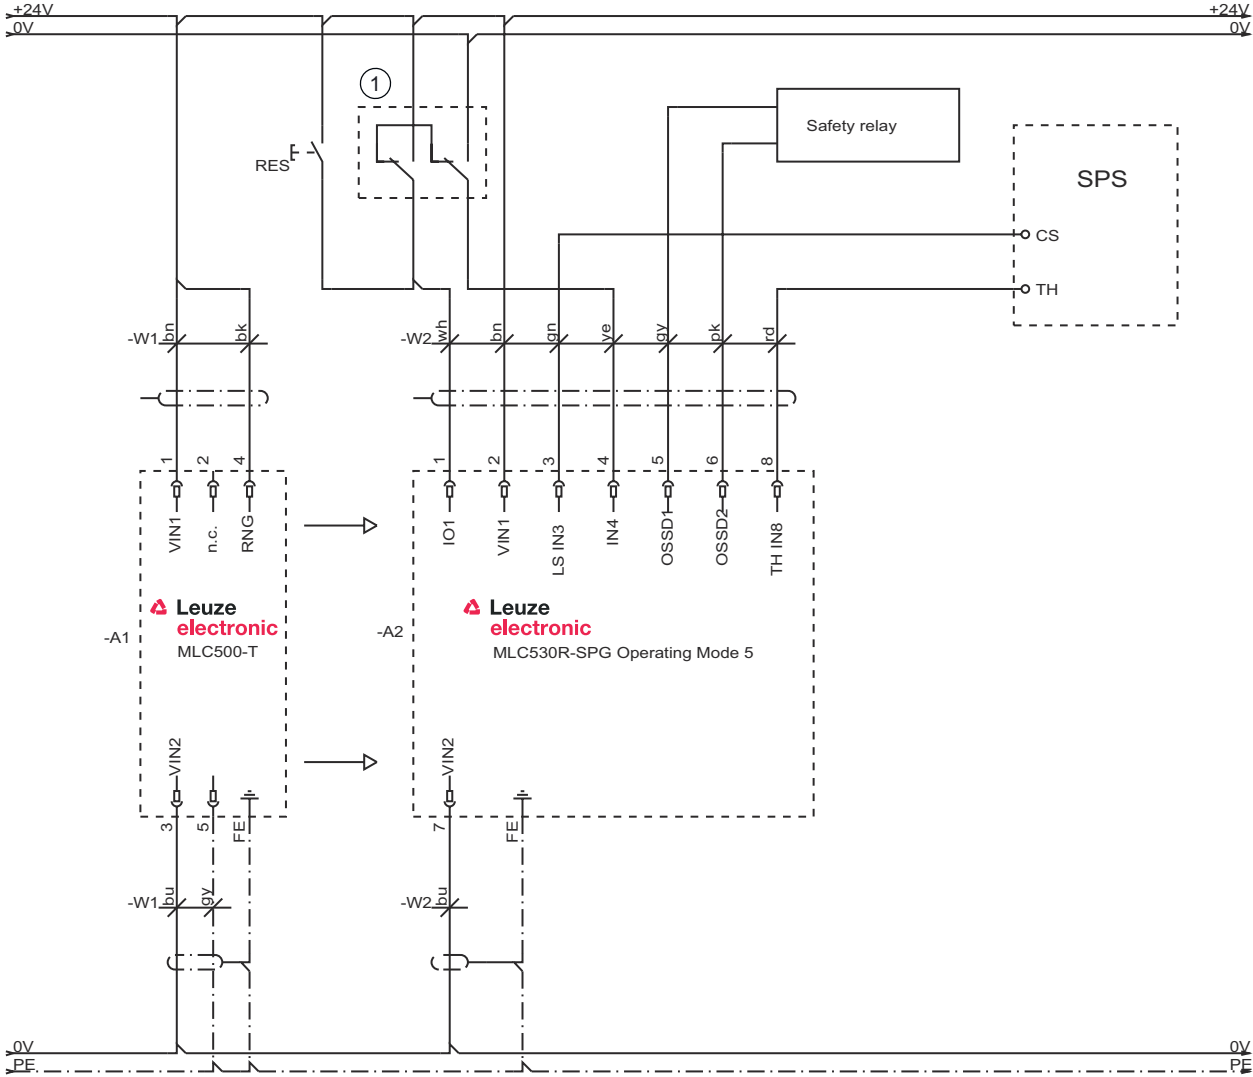 +24V +24V
0V 0V
1
Safety relay
SPS
RES
CS
TH
-W1 bn bk
-W2 wh bn gn ye gy pk rd
1 2 4
1 2 3 4 5 6 8
VIN1 n.c. RNG
IO1 VIN1 LS IN3 IN4 OSSD1 OSSD2 TH IN8
Leuze
electronic
MLC500-T
-A1
Leuze
electronic
MLC530R-SPG Operating Mode 5
-A2
VIN2
VIN2
3 5 FE
7 FE
-W1 bu gy
-W2 bu
0V 0V
PE PE